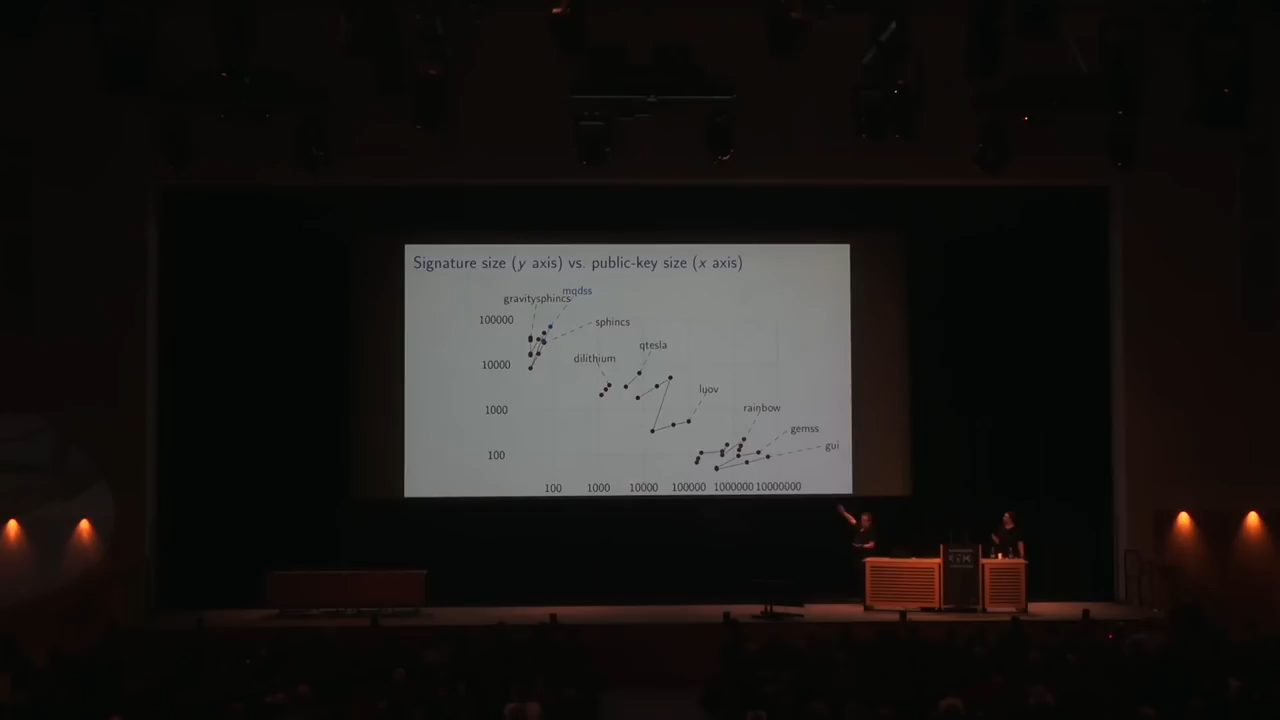 Signature size (y axis) vs. public-key size (x axis)
mqdss
gravitysphincs
100000
sphincs
qtesla
dilithium
10000
luov
1000
rainbow
gemss
gui
100
100 1000 10000 100000 1000000 10000000